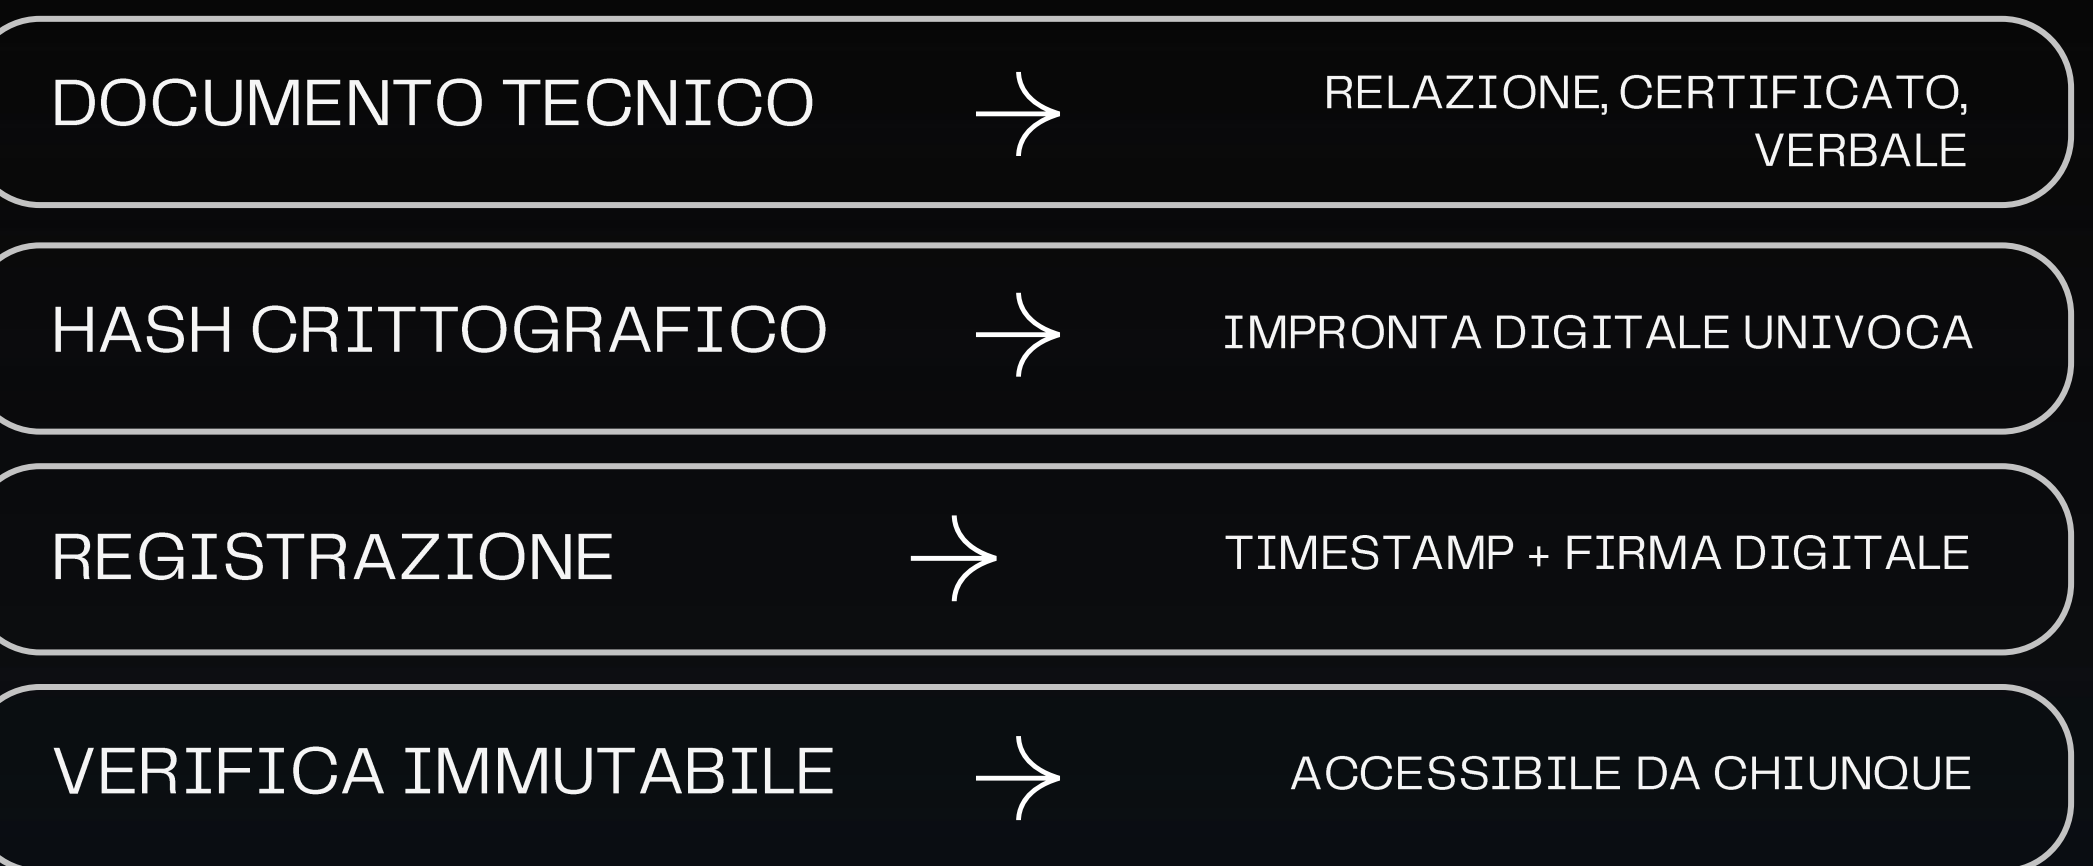 DOCUMENTO TECNICO
RELAZIONE, CERTIFICATO,
VERBALE
HASH CRITTOGRAFICO
IMPRONTA DIGITALE UNIVOCA
REGISTRAZIONE
TIMESTAMP + FIRMA DIGITALE
VERIFICA IMMUTABILE
ACCESSIBILE DA CHIUNQUE